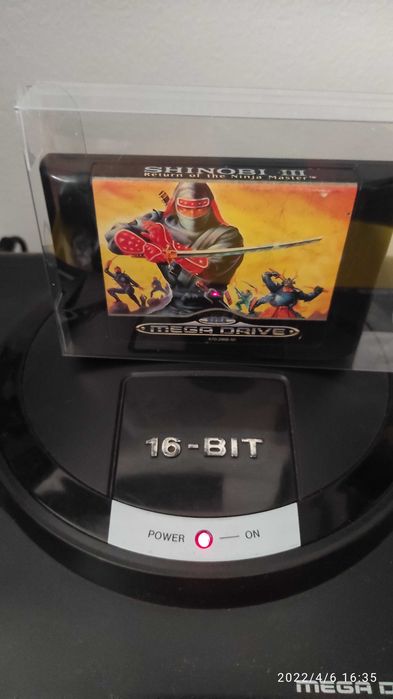 SHINOBI III
Return of the Ninja Master™
SEGA
MEGA DRIVE
16-BIT
POWER ON
2022/4/6 16:35
MEGA D